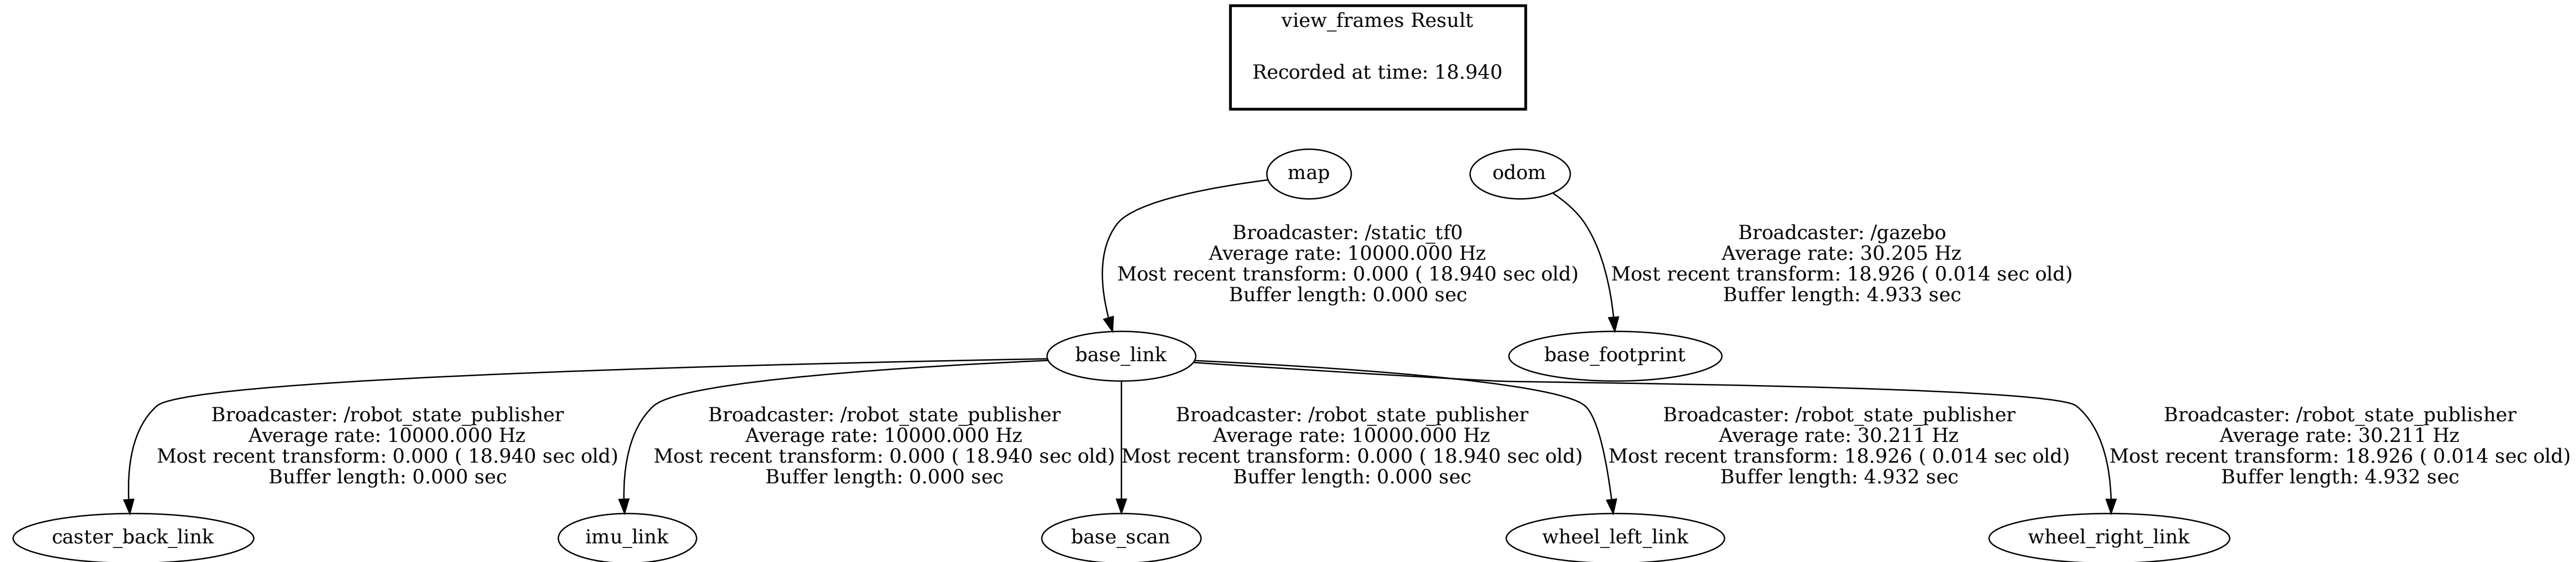 view_frames Result
Recorded at time: 18.940
map
odom
Broadcaster: /static_tf0
Average rate: 10000.000 Hz
Most recent transform: 0.000 ( 18.940 sec old)
Buffer length: 0.000 sec
Broadcaster: /gazebo
Average rate: 30.205 Hz
Most recent transform: 18.926 ( 0.014 sec old)
Buffer length: 4.933 sec
base_link
base_footprint
Broadcaster: /robot_state_publisher
Average rate: 10000.000 Hz
Most recent transform: 0.000 ( 18.940 sec old)
Buffer length: 0.000 sec
Broadcaster: /robot_state_publisher
Average rate: 10000.000 Hz
Most recent transform: 0.000 ( 18.940 sec old)
Buffer length: 0.000 sec
Broadcaster: /robot_state_publisher
Average rate: 10000.000 Hz
Most recent transform: 0.000 ( 18.940 sec old)
Buffer length: 0.000 sec
Broadcaster: /robot_state_publisher
Average rate: 30.211 Hz
Most recent transform: 18.926 ( 0.014 sec old)
Buffer length: 4.932 sec
Broadcaster: /robot_state_publisher
Average rate: 30.211 Hz
Most recent transform: 18.926 ( 0.014 sec old)
Buffer length: 4.932 sec
caster_back_link
imu_link
base_scan
wheel_left_link
wheel_right_link